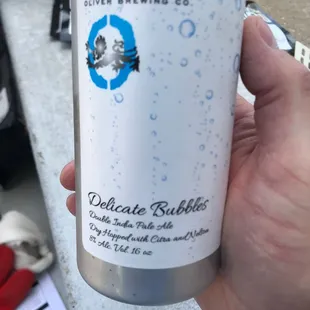 OLIVER BREWING CO.
Delicate Bubbles
Double India Pale Ale
Dry Hopped with Citra and Nelson
8% Alc. Vol. 16 oz